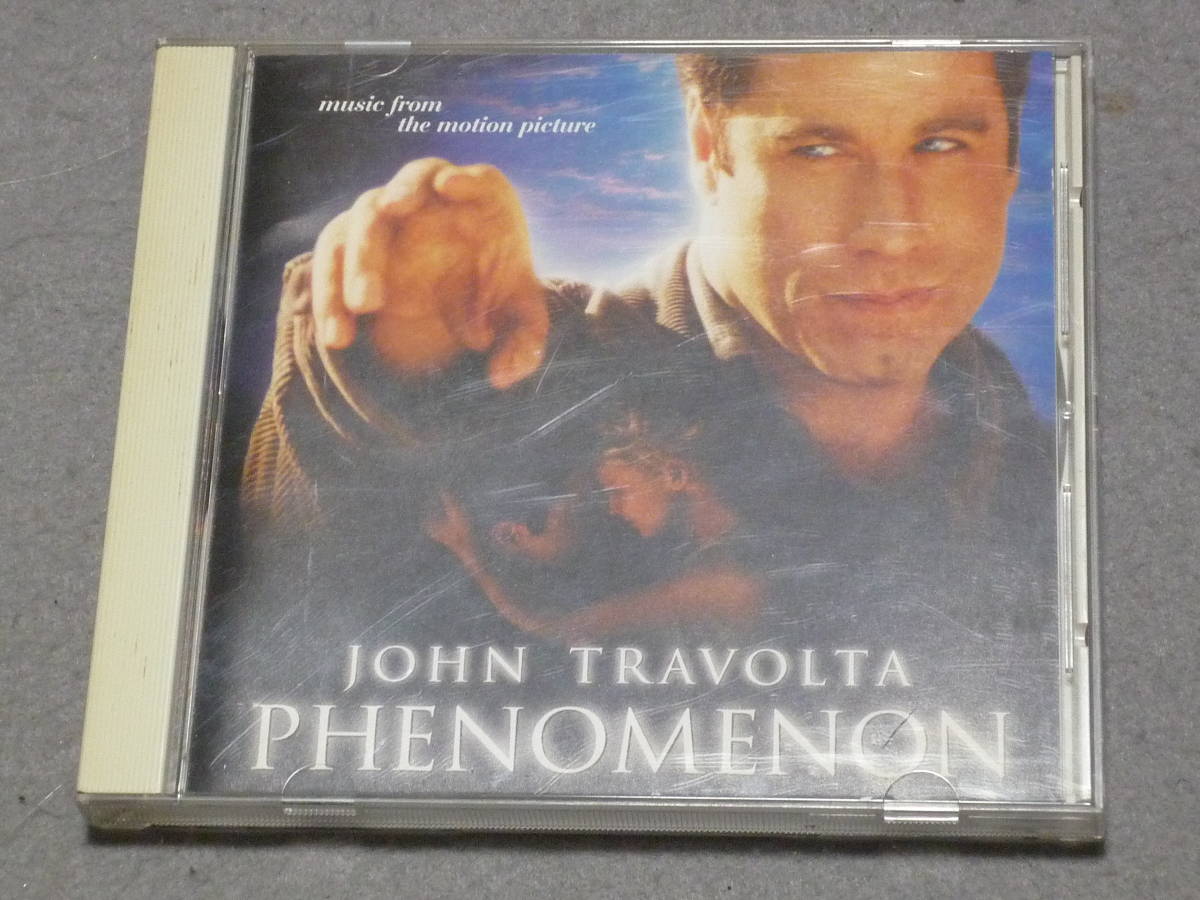 music from
the motion picture
JOHN TRAVOLTA
PHENOMENON